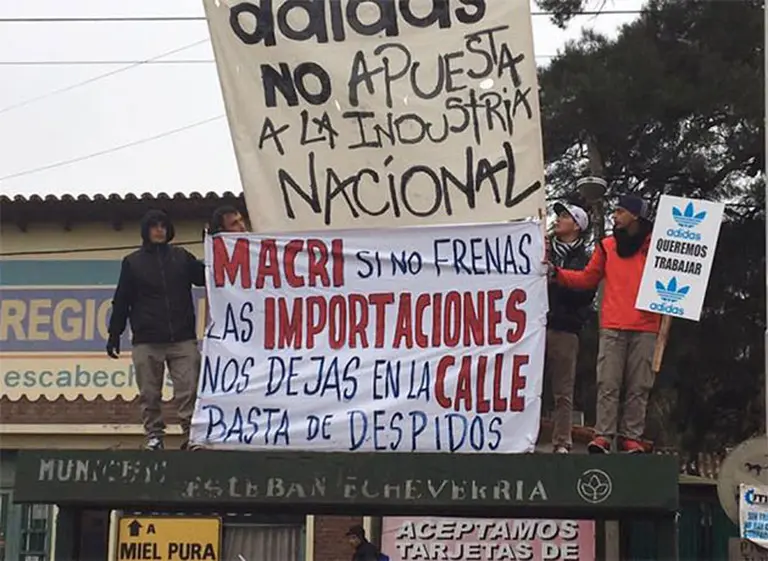 adidas
NO APUESTA
A LA INDUSTRIA
NACIONAL
MACRI SI NO FRENAS
LAS IMPORTACIONES
NOS DEJAS EN LA CALLE
BASTA DE DESPIDOS
adidas
QUEREMOS
TRABAJAR
adidas
REGIO
escabech
MUNICI
ESTEBAN ECHEVERRIA
A
MIEL PURA
ACEPTAMOS
TARJETAS DE